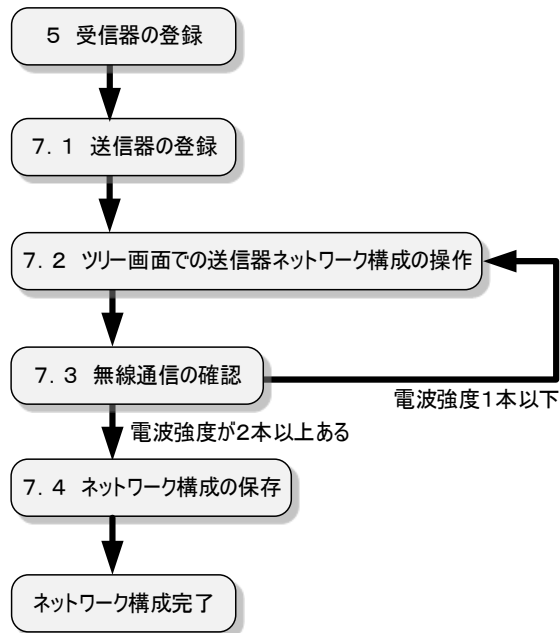 ５ 受信器の登録
７．１ 送信器の登録
７．２ ツリー画面での送信器ネットワーク構成の操作
７．３ 無線通信の確認
電波強度１本以下
電波強度が２本以上ある
７．４ ネットワーク構成の保存
ネットワーク構成完了